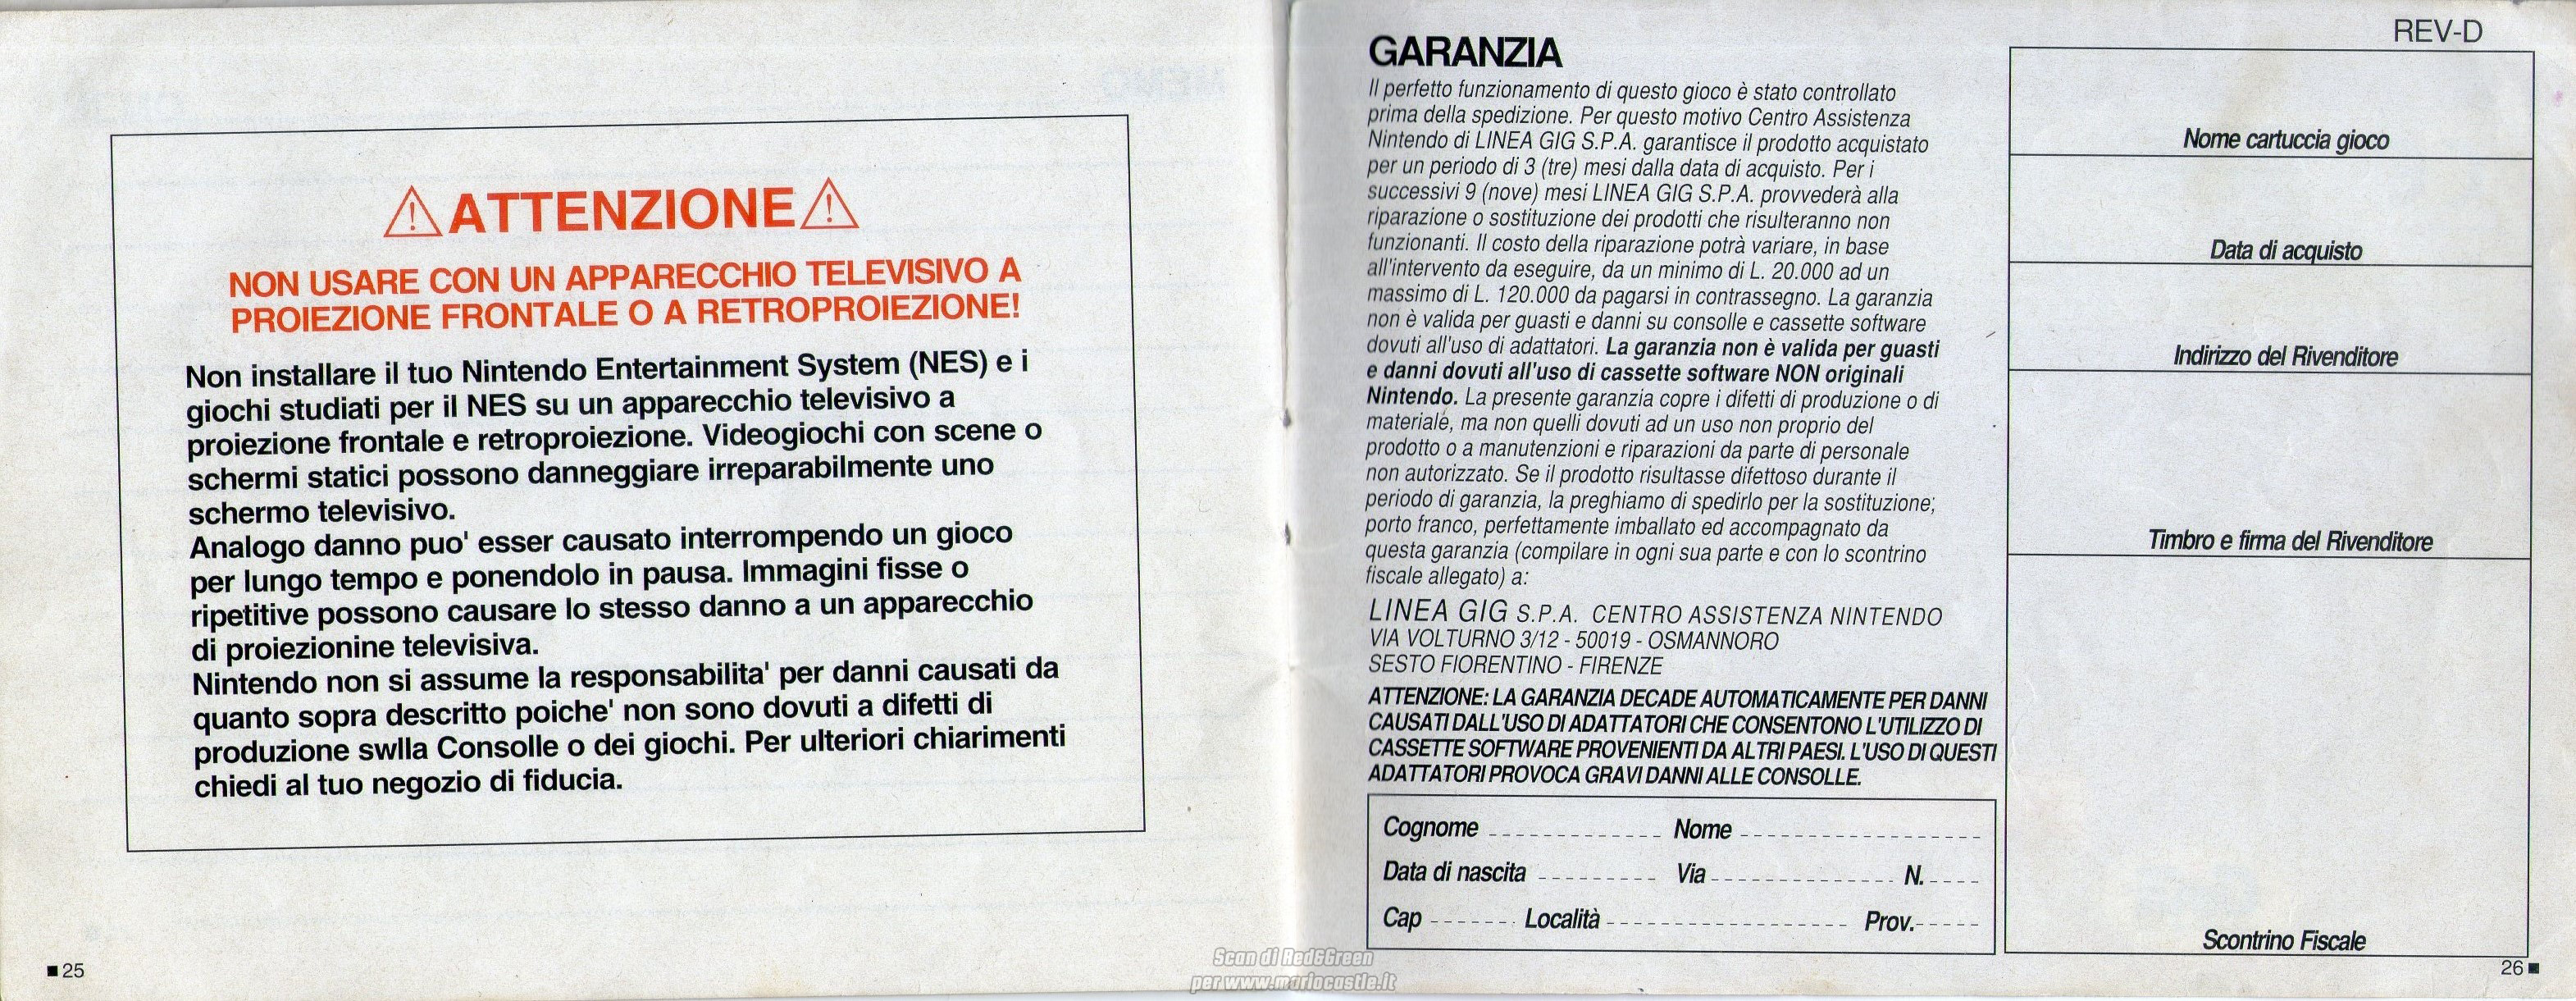 ATTENZIONE
NON USARE CON UN APPARECCHIO TELEVISIVO A
PROIEZIONE FRONTALE O A RETROPROIEZIONE!
Non installare il tuo Nintendo Entertainment System (NES) e i
giochi studiati per il NES su un apparecchio televisivo a
proiezione frontale e retroproiezione. Videogiochi con scene o
schermi statici possono danneggiare irreparabilmente uno
schermo televisivo.
Analogo danno puo' esser causato interrompendo un gioco
per lungo tempo e ponendolo in pausa. Immagini fisse o
ripetitive possono causare lo stesso danno a un apparecchio
di proiezionine televisiva.
Nintendo non si assume la responsabilita' per danni causati da
quanto sopra descritto poiche' non sono dovuti a difetti di
produzione swlla Consolle o dei giochi. Per ulteriori chiarimenti
chiedi al tuo negozio di fiducia.
■ 25
GARANZIA
Il perfetto funzionamento di questo gioco è stato controllato
prima della spedizione. Per questo motivo Centro Assistenza
Nintendo di LINEA GIG S.P.A. garantisce il prodotto acquistato
per un periodo di 3 (tre) mesi dalla data di acquisto. Per i
successivi 9 (nove) mesi LINEA GIG S.P.A. provvederà alla
riparazione o sostituzione dei prodotti che risulteranno non
funzionanti. Il costo della riparazione potrà variare, in base
all'intervento da eseguire, da un minimo di L. 20.000 ad un
massimo di L. 120.000 da pagarsi in contrassegno. La garanzia
non è valida per guasti e danni su consolle e cassette software
dovuti all'uso di adattatori. La garanzia non è valida per guasti
e danni dovuti all'uso di cassette software NON originali
Nintendo. La presente garanzia copre i difetti di produzione o di
materiale, ma non quelli dovuti ad un uso non proprio del
prodotto o a manutenzioni e riparazioni da parte di personale
non autorizzato. Se il prodotto risultasse difettoso durante il
periodo di garanzia, la preghiamo di spedirlo per la sostituzione;
porto franco, perfettamente imballato ed accompagnato da
questa garanzia (compilare in ogni sua parte e con lo scontrino
fiscale allegato) a:
LINEA GIG S.P.A. CENTRO ASSISTENZA NINTENDO
VIA VOLTURNO 3/12 - 50019 - OSMANNORO
SESTO FIORENTINO - FIRENZE
ATTENZIONE: LA GARANZIA DECADE AUTOMATICAMENTE PER DANNI
CAUSATI DALL'USO DI ADATTATORI CHE CONSENTONO L'UTILIZZO DI
CASSETTE SOFTWARE PROVENIENTI DA ALTRI PAESI. L'USO DI QUESTI
ADATTATORI PROVOCA GRAVI DANNI ALLE CONSOLLE.
Cognome Nome
Data di nascita Via N.
Cap Località Prov.
REV-D
Nome cartuccia gioco
Data di acquisto
Indirizzo del Rivenditore
Timbro e firma del Rivenditore
Scontrino Fiscale
26 ■
Scan di Red&Green
per www.mariocastle.it